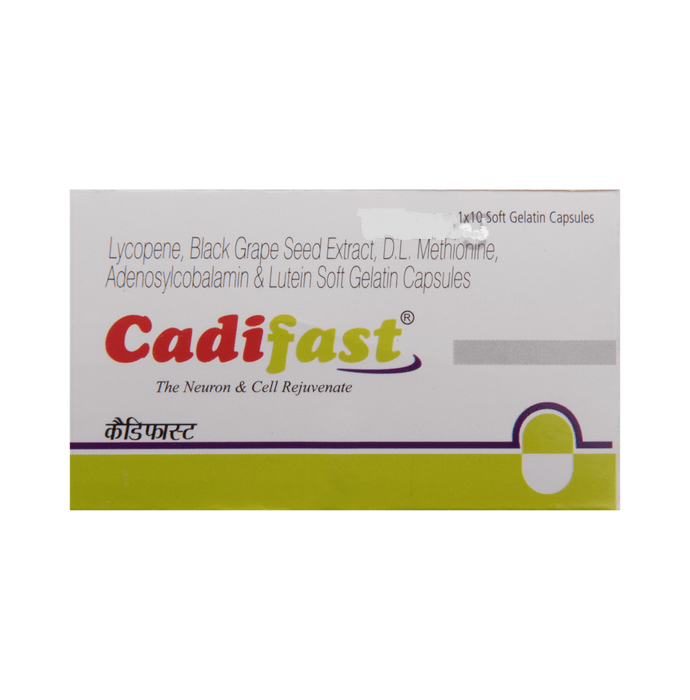 1x10 Soft Gelatin Capsules
Lycopene, Black Grape Seed Extract, D.L. Methionine,
Adenosylcobalamin & Lutein Soft Gelatin Capsules
Cadifast®
The Neuron & Cell Rejuvenate
कैडिफास्ट